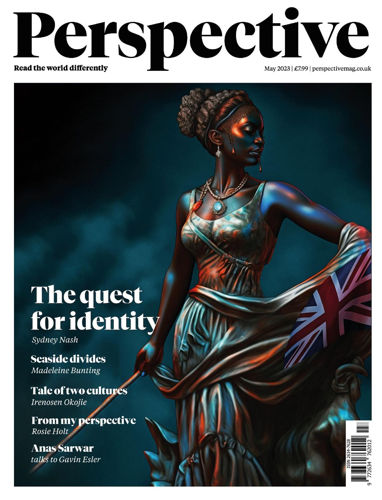 Perspective
Read the world differently
May 2023 | £7.99 | perspectivemag.co.uk
The quest
for identity
Sydney Nash
Seaside divides
Madeleine Bunting
Tale of two cultures
Irenosen Okojie
From my perspective
Rosie Holt
Anas Sarwar
talks to Gavin Esler